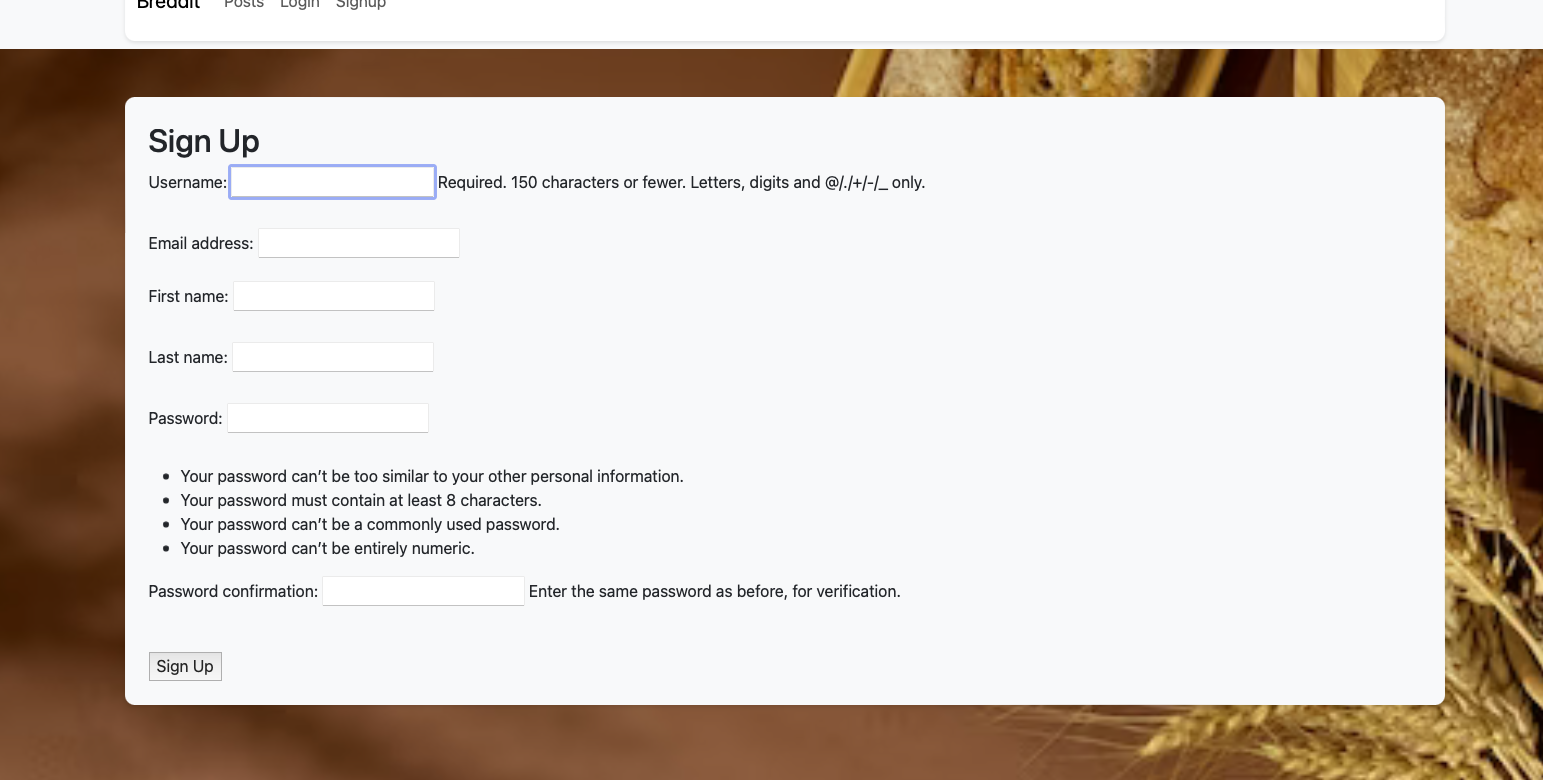 Breddit Posts Login Signup
Sign Up
Username: Required. 150 characters or fewer. Letters, digits and @/./+/-/_ only.
Email address:
First name:
Last name:
Password:
Your password can’t be too similar to your other personal information.
Your password must contain at least 8 characters.
Your password can’t be a commonly used password.
Your password can’t be entirely numeric.
Password confirmation: Enter the same password as before, for verification.
Sign Up